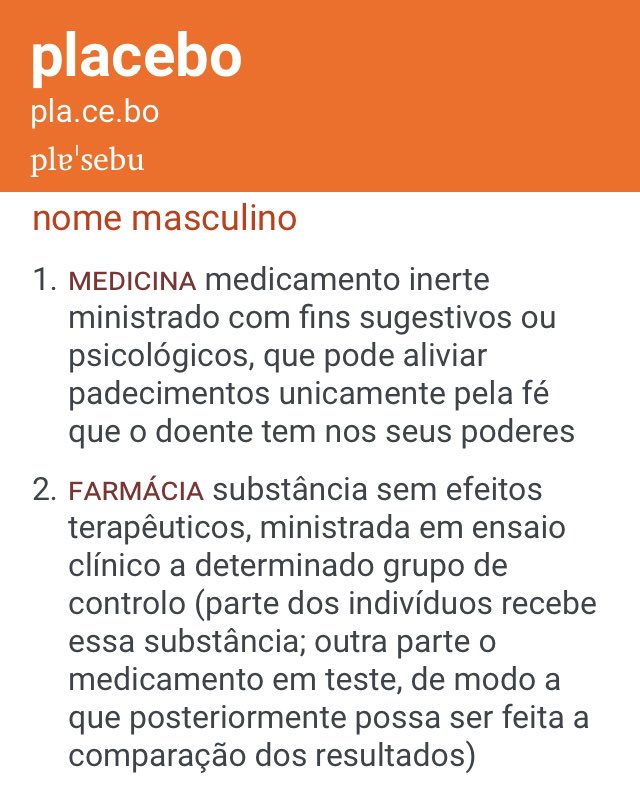 placebo
pla.ce.bo
plɐˈsebu
nome masculino
1. MEDICINA medicamento inerte
ministrado com fins sugestivos ou
psicológicos, que pode aliviar
padecimentos unicamente pela fé
que o doente tem nos seus poderes
2. FARMÁCIA substância sem efeitos
terapêuticos, ministrada em ensaio
clínico a determinado grupo de
controlo (parte dos indivíduos recebe
essa substância; outra parte o
medicamento em teste, de modo a
que posteriormente possa ser feita a
comparação dos resultados)